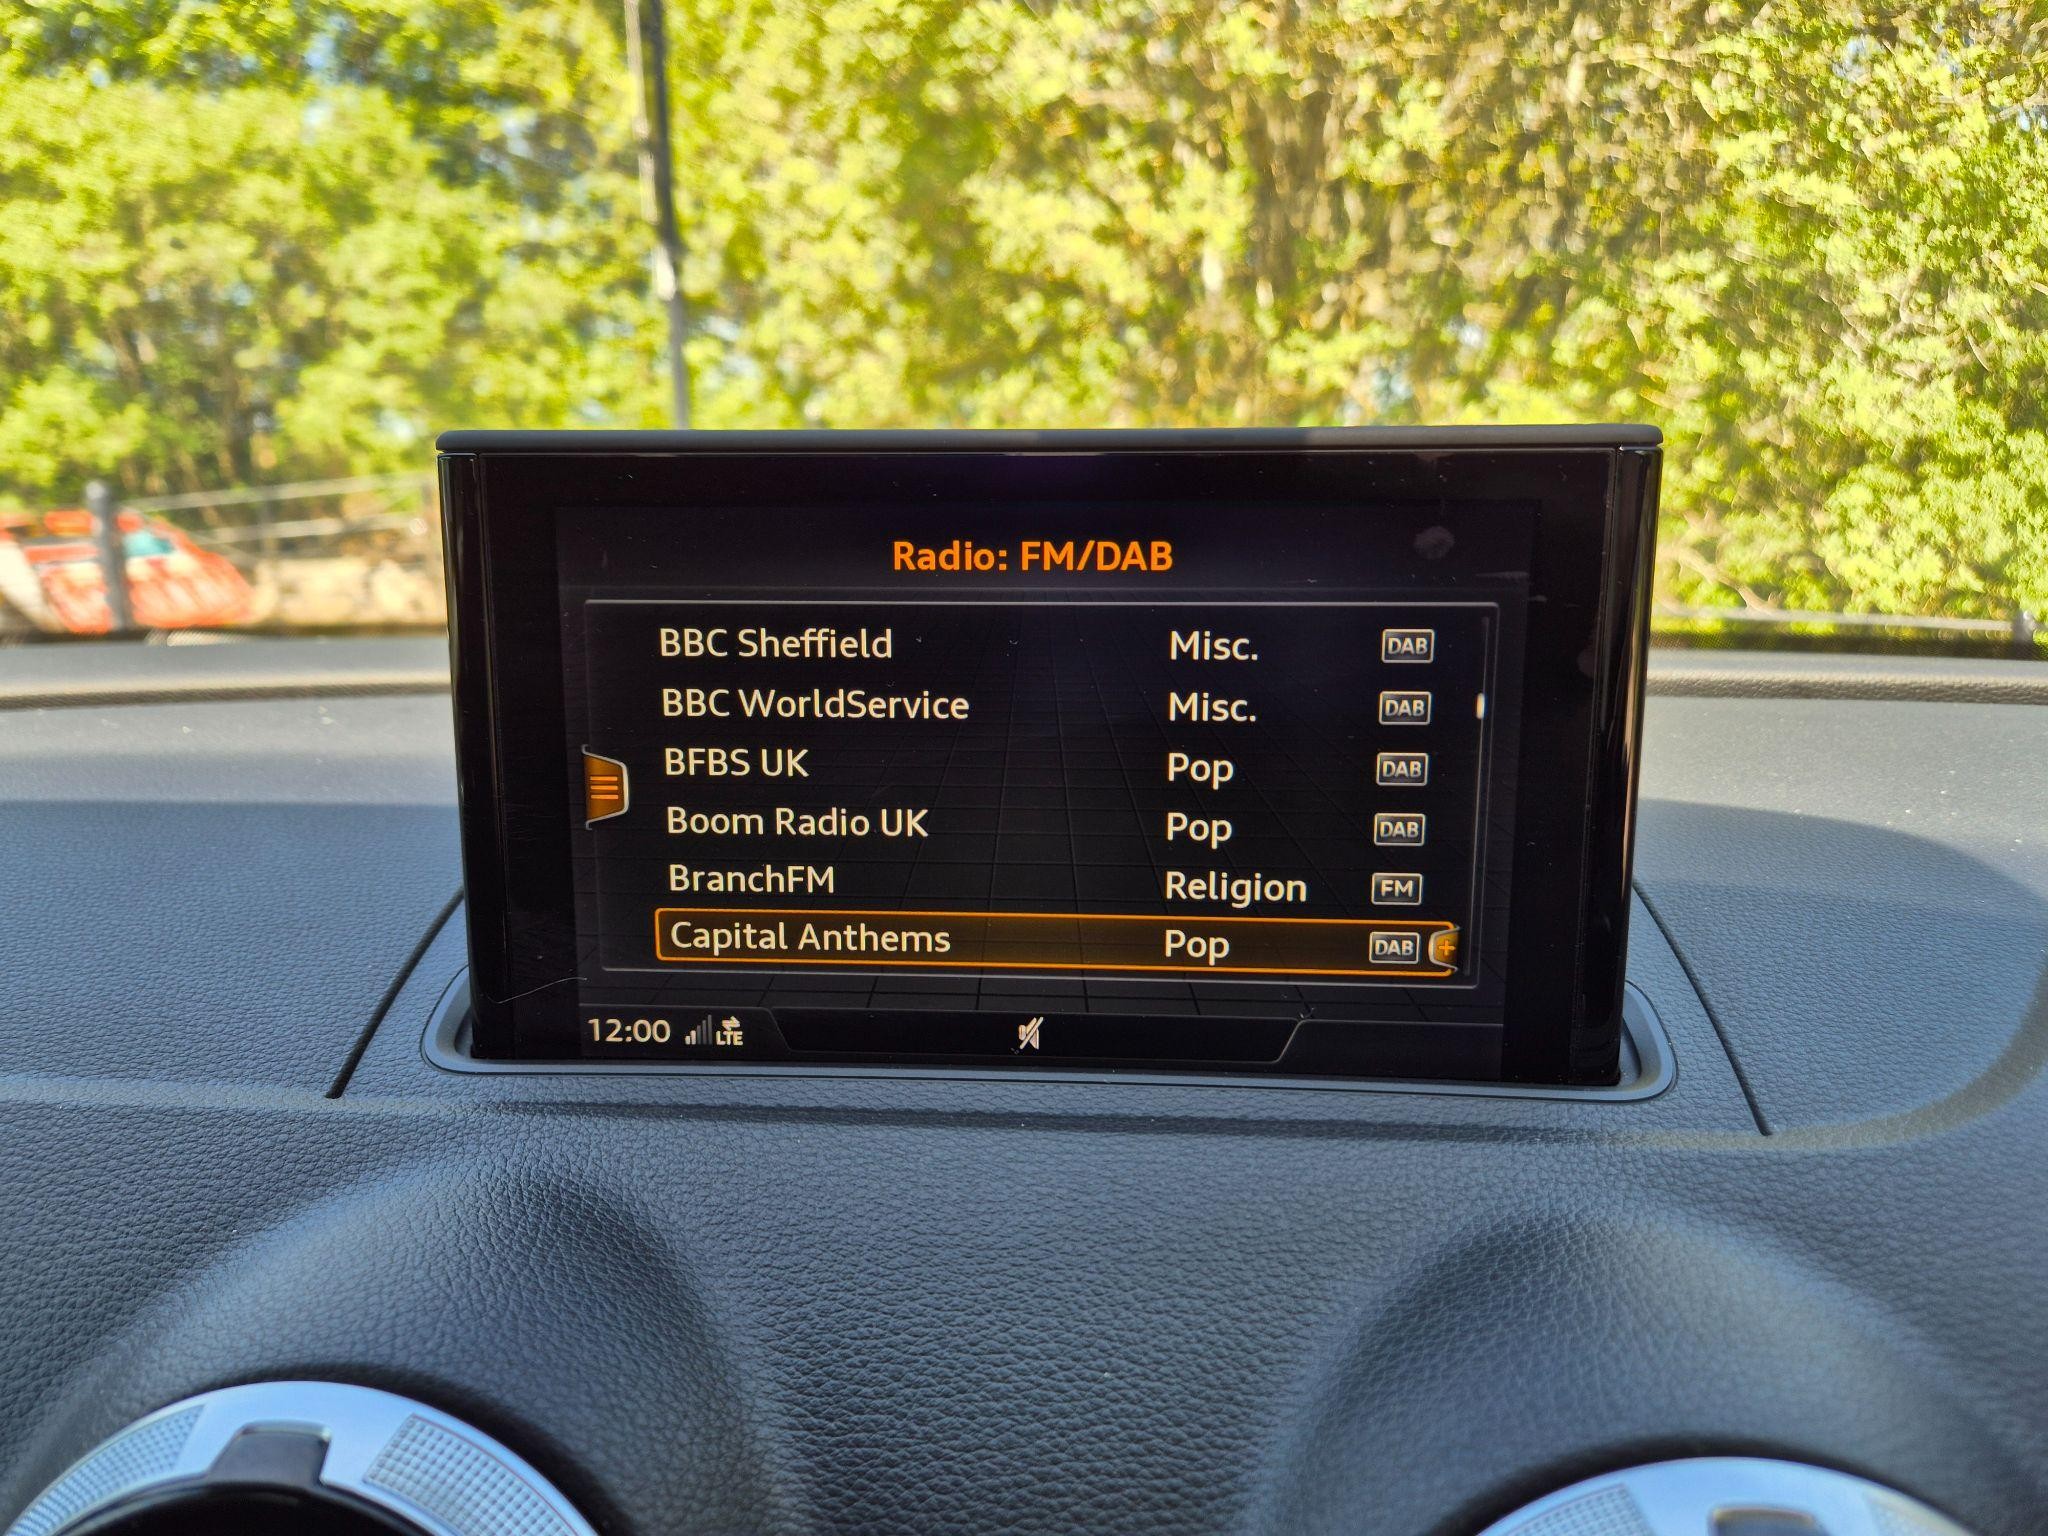 Radio: FM/DAB
BBC Sheffield Misc. DAB
BBC WorldService Misc. DAB
BFBS UK Pop DAB
Boom Radio UK Pop DAB
BranchFM Religion FM
Capital Anthems Pop DAB +
12:00 LTE